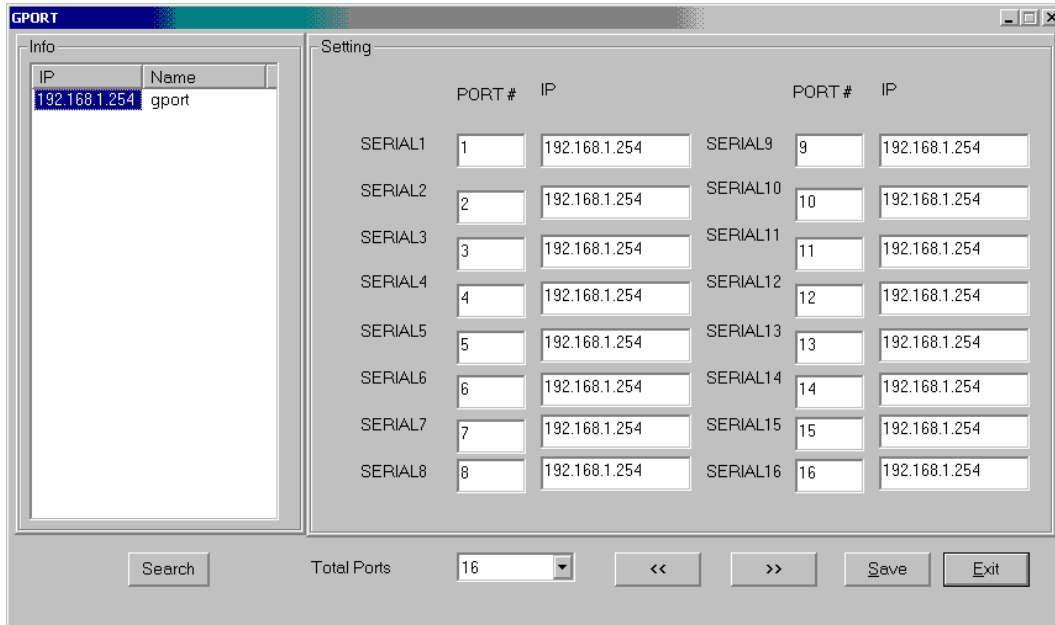 GPORT
Info
IP Name
192.168.1.254 gport
Setting
PORT # IP PORT # IP
SERIAL1 1 192.168.1.254 SERIAL9 9 192.168.1.254
SERIAL2 2 192.168.1.254 SERIAL10 10 192.168.1.254
SERIAL3 3 192.168.1.254 SERIAL11 11 192.168.1.254
SERIAL4 4 192.168.1.254 SERIAL12 12 192.168.1.254
SERIAL5 5 192.168.1.254 SERIAL13 13 192.168.1.254
SERIAL6 6 192.168.1.254 SERIAL14 14 192.168.1.254
SERIAL7 7 192.168.1.254 SERIAL15 15 192.168.1.254
SERIAL8 8 192.168.1.254 SERIAL16 16 192.168.1.254
Search Total Ports 16 << >> Save Exit